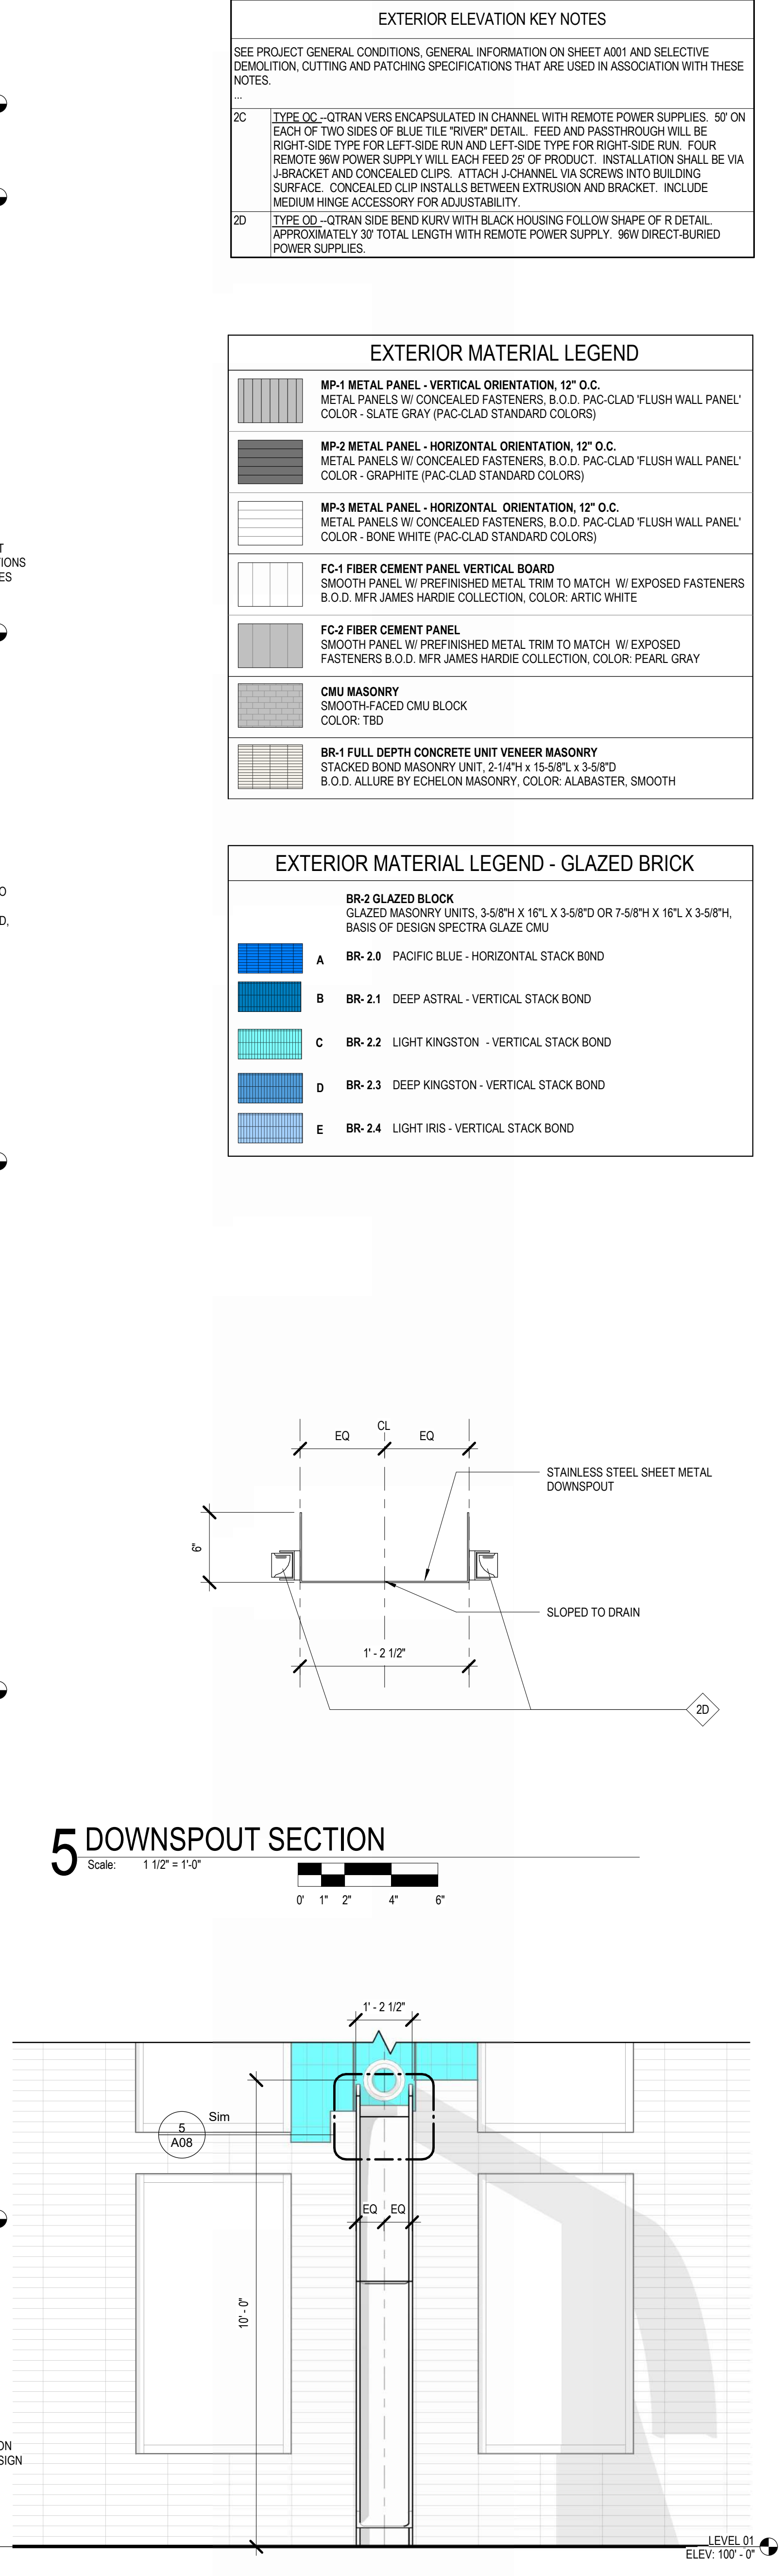 EXTERIOR ELEVATION KEY NOTES
SEE PROJECT GENERAL CONDITIONS, GENERAL INFORMATION ON SHEET A001 AND SELECTIVE
DEMOLITION, CUTTING AND PATCHING SPECIFICATIONS THAT ARE USED IN ASSOCIATION WITH THESE
NOTES.
...
2C TYPE OC --QTRAN VERS ENCAPSULATED IN CHANNEL WITH REMOTE POWER SUPPLIES. 50' ON
EACH OF TWO SIDES OF BLUE TILE "RIVER" DETAIL. FEED AND PASSTHROUGH WILL BE
RIGHT-SIDE TYPE FOR LEFT-SIDE RUN AND LEFT-SIDE TYPE FOR RIGHT-SIDE RUN. FOUR
REMOTE 96W POWER SUPPLY WILL EACH FEED 25' OF PRODUCT. INSTALLATION SHALL BE VIA
J-BRACKET AND CONCEALED CLIPS. ATTACH J-CHANNEL VIA SCREWS INTO BUILDING
SURFACE. CONCEALED CLIP INSTALLS BETWEEN EXTRUSION AND BRACKET. INCLUDE
MEDIUM HINGE ACCESSORY FOR ADJUSTABILITY.
2D TYPE OD --QTRAN SIDE BEND KURV WITH BLACK HOUSING FOLLOW SHAPE OF R DETAIL.
APPROXIMATELY 30' TOTAL LENGTH WITH REMOTE POWER SUPPLY. 96W DIRECT-BURIED
POWER SUPPLIES.
EXTERIOR MATERIAL LEGEND
MP-1 METAL PANEL - VERTICAL ORIENTATION, 12" O.C.
METAL PANELS W/ CONCEALED FASTENERS, B.O.D. PAC-CLAD 'FLUSH WALL PANEL'
COLOR - SLATE GRAY (PAC-CLAD STANDARD COLORS)
MP-2 METAL PANEL - HORIZONTAL ORIENTATION, 12" O.C.
METAL PANELS W/ CONCEALED FASTENERS, B.O.D. PAC-CLAD 'FLUSH WALL PANEL'
COLOR - GRAPHITE (PAC-CLAD STANDARD COLORS)
MP-3 METAL PANEL - HORIZONTAL ORIENTATION, 12" O.C.
METAL PANELS W/ CONCEALED FASTENERS, B.O.D. PAC-CLAD 'FLUSH WALL PANEL'
COLOR - BONE WHITE (PAC-CLAD STANDARD COLORS)
T
IONS
ES
FC-1 FIBER CEMENT PANEL VERTICAL BOARD
SMOOTH PANEL W/ PREFINISHED METAL TRIM TO MATCH W/ EXPOSED FASTENERS
B.O.D. MFR JAMES HARDIE COLLECTION, COLOR: ARTIC WHITE
FC-2 FIBER CEMENT PANEL
SMOOTH PANEL W/ PREFINISHED METAL TRIM TO MATCH W/ EXPOSED
FASTENERS B.O.D. MFR JAMES HARDIE COLLECTION, COLOR: PEARL GRAY
CMU MASONRY
SMOOTH-FACED CMU BLOCK
COLOR: TBD
BR-1 FULL DEPTH CONCRETE UNIT VENEER MASONRY
STACKED BOND MASONRY UNIT, 2-1/4"H x 15-5/8"L x 3-5/8"D
B.O.D. ALLURE BY ECHELON MASONRY, COLOR: ALABASTER, SMOOTH
EXTERIOR MATERIAL LEGEND - GLAZED BRICK
O
D,
BR-2 GLAZED BLOCK
GLAZED MASONRY UNITS, 3-5/8"H X 16"L X 3-5/8"D OR 7-5/8"H X 16"L X 3-5/8"H,
BASIS OF DESIGN SPECTRA GLAZE CMU
A BR- 2.0 PACIFIC BLUE - HORIZONTAL STACK B0ND
B BR- 2.1 DEEP ASTRAL - VERTICAL STACK BOND
C BR- 2.2 LIGHT KINGSTON - VERTICAL STACK BOND
D BR- 2.3 DEEP KINGSTON - VERTICAL STACK BOND
E BR- 2.4 LIGHT IRIS - VERTICAL STACK BOND
CL
EQ EQ
STAINLESS STEEL SHEET METAL
DOWNSPOUT
6"
SLOPED TO DRAIN
1' - 2 1/2"
2D
5 DOWNSPOUT SECTION
Scale: 1 1/2" = 1'-0"
0' 1" 2" 4" 6"
1' - 2 1/2"
Sim
5
A08
EQ EQ
10' - 0"
ON
SIGN
LEVEL 01
ELEV: 100' - 0"